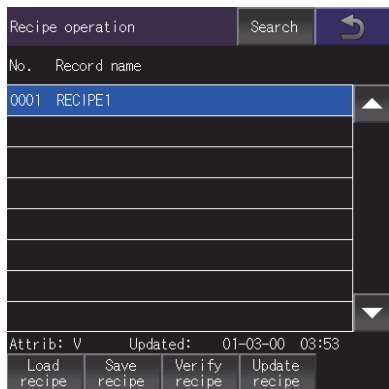 Recipe operation Search
No. Record name
0001 RECIPE1
Attrib: V Updated: 01-03-00 03:53
Load recipe Save recipe Verify recipe Update recipe